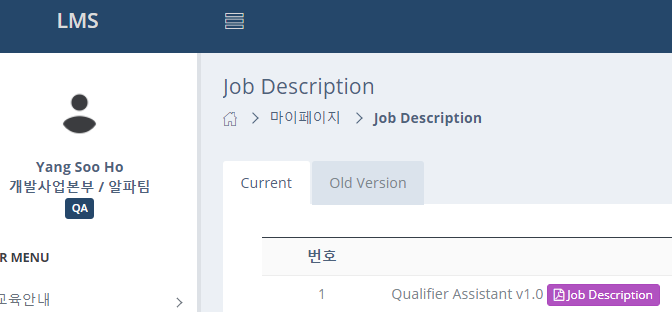 LMS
Job Description
마이페이지 Job Description
Yang Soo Ho
개발사업본부 / 알파팀
QA
Current Old Version
R MENU
번호
교육안내
1 Qualifier Assistant v1.0 Job Description